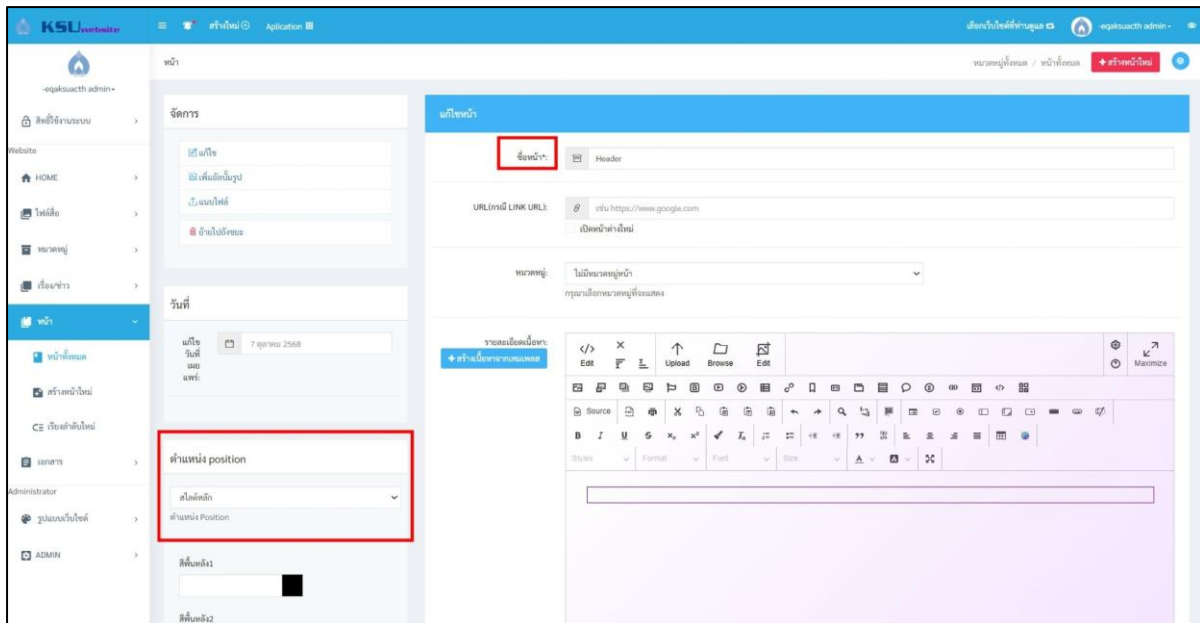 KSUwebsite
สร้างใหม่
Aplication
เลือกเว็บไซต์ที่ท่านดูแล
-eqaksuacth admin-
-eqaksuacth admin-
สิทธิ์ใช้งานระบบ
Website
HOME
ไฟล์สื่อ
หมวดหมู่
เรื่อง/ข่าว
หน้า
หน้าทั้งหมด
สร้างหน้าใหม่
เรียงลำดับใหม่
เอกสาร
Administrator
รูปแบบเว็บไซต์
ADMIN
หน้า
หมวดหมู่ทั้งหมด / หน้าทั้งหมด
+ สร้างหน้าใหม่
จัดการ
แก้ไข
เพิ่มอัลบั้มรูป
แนบไฟล์
ย้ายไปถังขยะ
วันที่
แก้ไข
วันที่
เผย
แพร่:
7 ตุลาคม 2568
ตำแหน่ง position
สไลด์หลัก
ตำแหน่ง Position
สีพื้นหลัง1
สีพื้นหลัง2
แก้ไขหน้า
ชื่อหน้า*:
Header
URL(กรณี LINK URL):
เช่น https://www.google.com
เปิดหน้าต่างใหม่
หมวดหมู่:
ไม่มีหมวดหมู่หน้า
กรุณาเลือกหมวดหมู่ที่จะแสดง
รายละเอียดเนื้อหา:
+ สร้างเนื้อหาจากเทมเพลต
Edit
Upload
Browse
Edit
Maximize
Source
Styles
Format
Font
Size